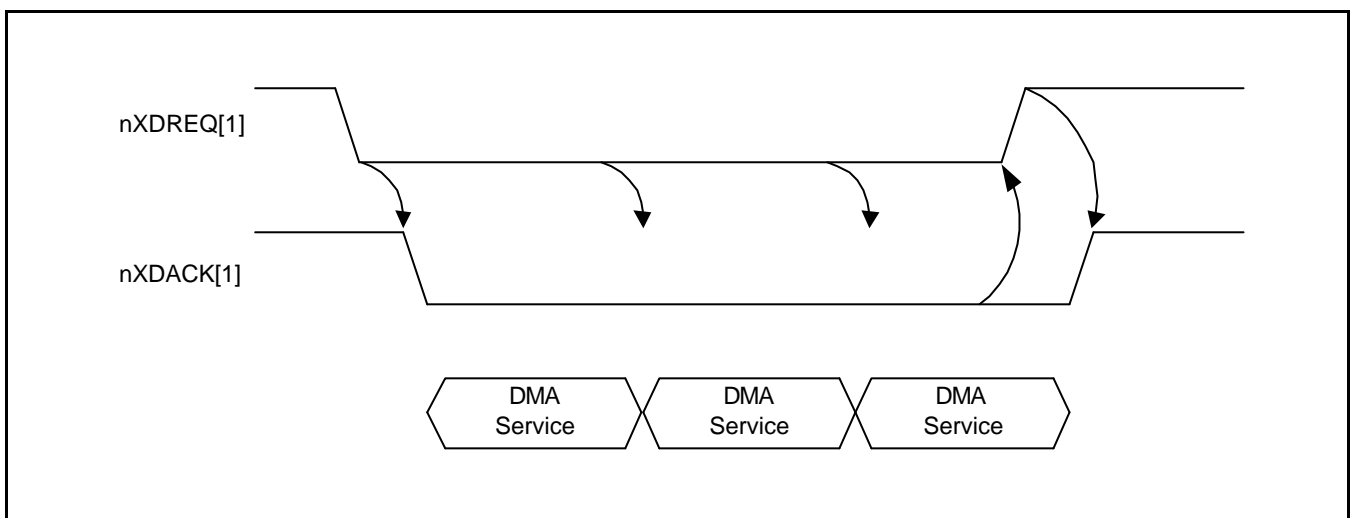 nXDREQ[1]
nXDACK[1]
DMA DMA DMA
Service Service Service